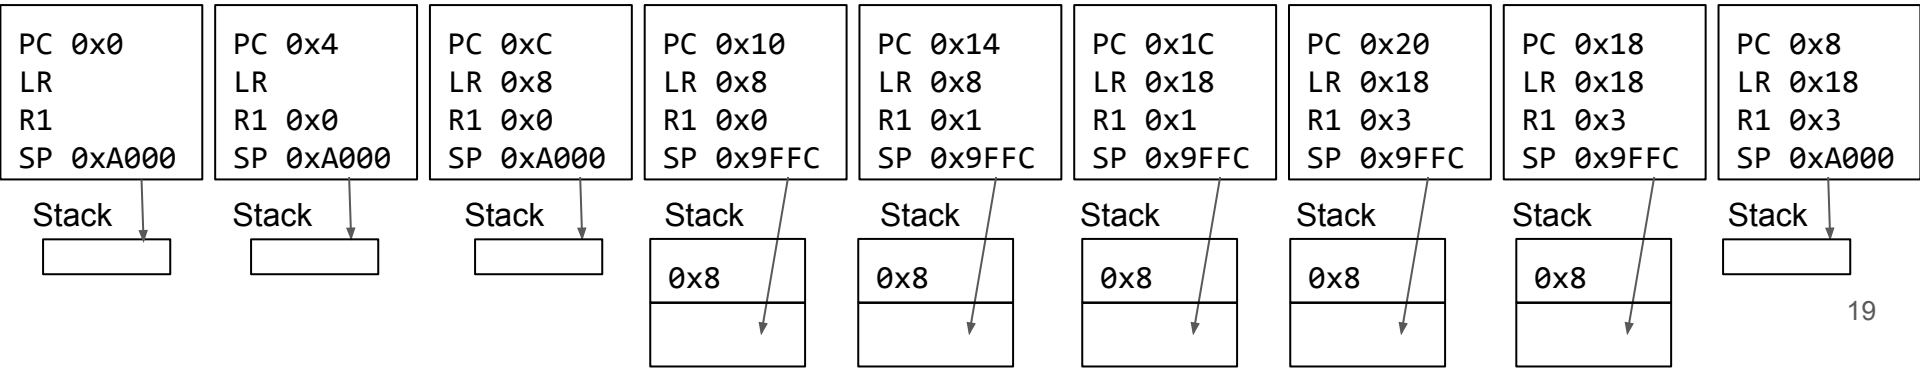 PC 0x0
LR
R1
SP 0xA000
Stack
PC 0x4
LR
R1 0x0
SP 0xA000
Stack
PC 0xC
LR 0x8
R1 0x0
SP 0xA000
Stack
PC 0x10
LR 0x8
R1 0x0
SP 0x9FFC
Stack
0x8
PC 0x14
LR 0x8
R1 0x1
SP 0x9FFC
Stack
0x8
PC 0x1C
LR 0x18
R1 0x1
SP 0x9FFC
Stack
0x8
PC 0x20
LR 0x18
R1 0x3
SP 0x9FFC
Stack
0x8
PC 0x18
LR 0x18
R1 0x3
SP 0x9FFC
Stack
0x8
PC 0x8
LR 0x18
R1 0x3
SP 0xA000
Stack
19